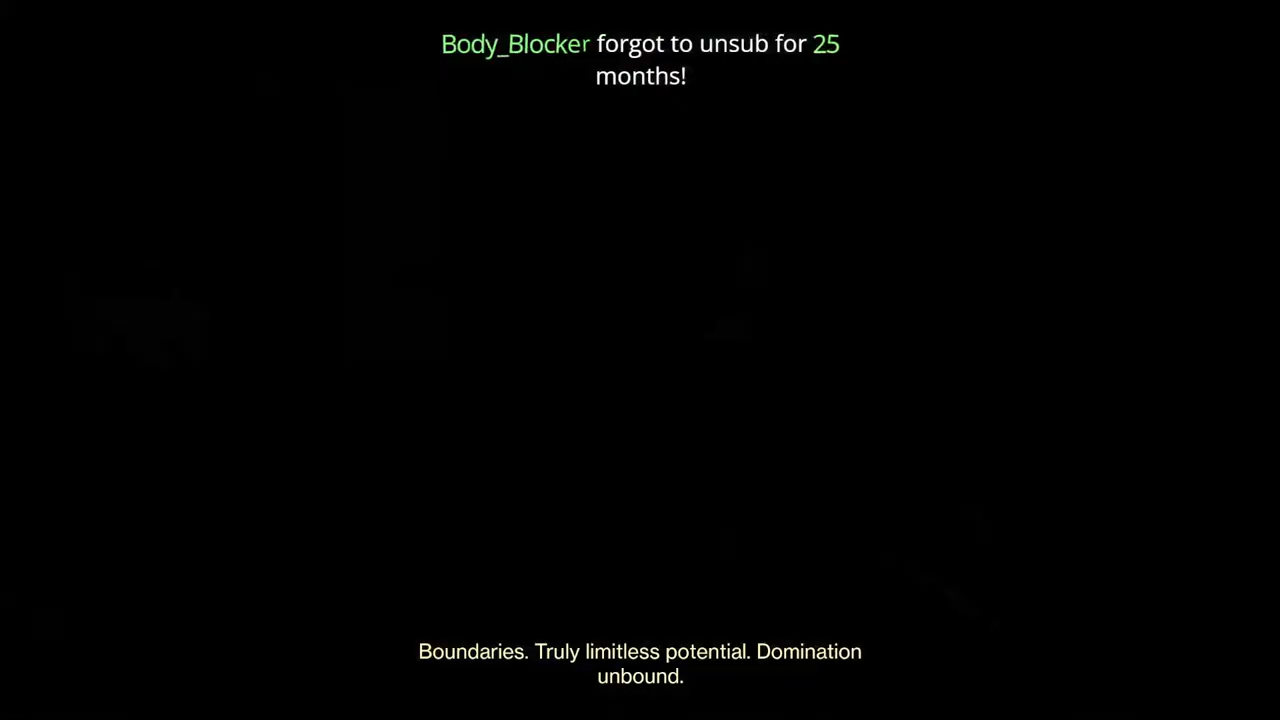 Body_Blocker forgot to unsub for 25
months!
Boundaries. Truly limitless potential. Domination
unbound.